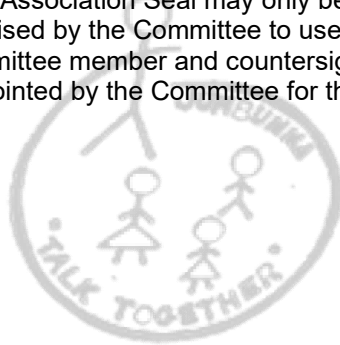 Association Seal may only be
ised by the Committee to use
mittee member and countersig
ointed by the Committee for th
JUNBUNKA
• TALK TOGETHER •